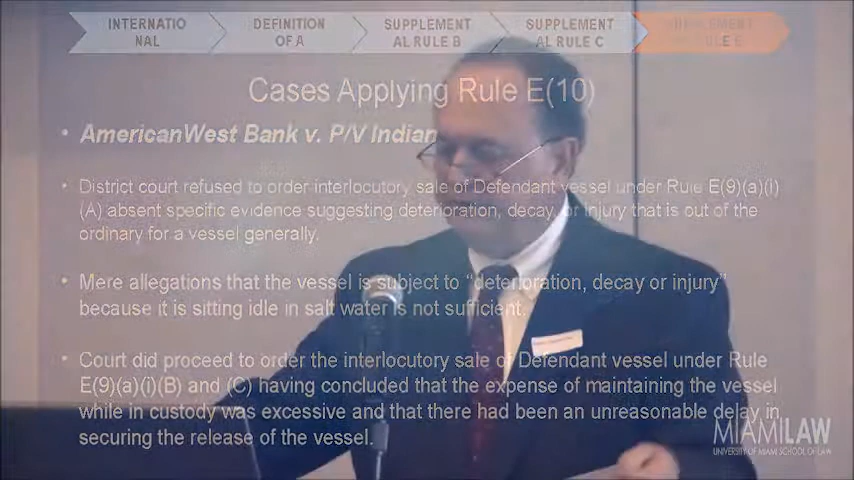 INTERNATIO
NAL
DEFINITION
OF A
SUPPLEMENT
AL RULE B
SUPPLEMENT
AL RULE C
SUPPLEMENT
AL RULE E
Cases Applying Rule E(10)
• AmericanWest Bank v. P/V Indian
• District court refused to order interlocutory sale of Defendant vessel under Rule E(9)(a)(i)
(A) absent specific evidence suggesting deterioration, decay, or injury that is out of the
ordinary for a vessel generally.
• Mere allegations that the vessel is subject to “deterioration, decay or injury”
because it is sitting idle in salt water is not sufficient.
• Court did proceed to order the interlocutory sale of Defendant vessel under Rule
E(9)(a)(i)(B) and (C) having concluded that the expense of maintaining the vessel
while in custody was excessive and that there had been an unreasonable delay in
securing the release of the vessel.
MIAMILAW
UNIVERSITY OF MIAMI SCHOOL OF LAW